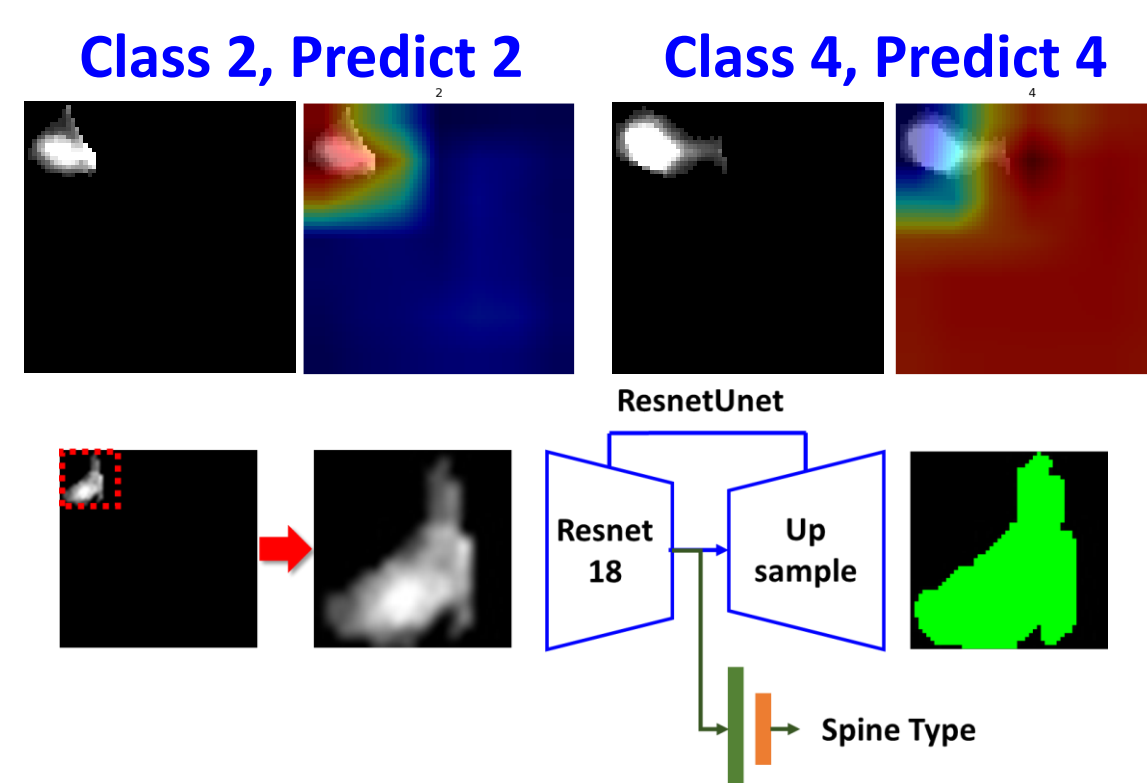 Class 2, Predict 2
Class 4, Predict 4
2
4
ResnetUnet
Resnet
18
Up
sample
Spine Type